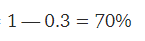 1 — 0.3 = 70%